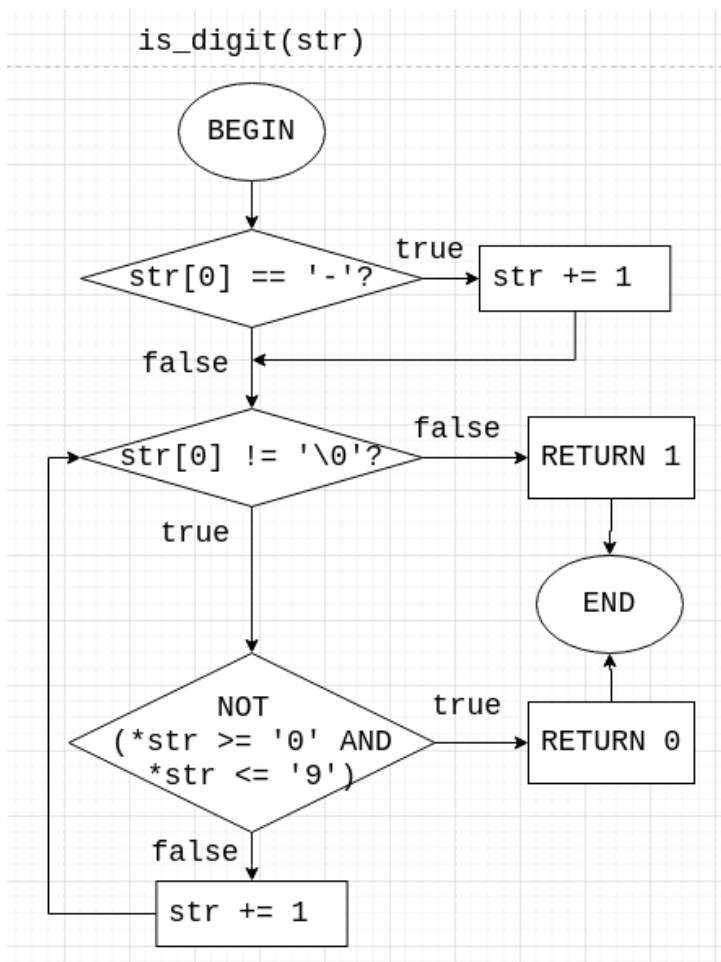 is_digit(str)
BEGIN
str[0] == '-'?
true
str += 1
false
str[0] != '\0'?
false
RETURN 1
true
END
NOT
(*str >= '0' AND
*str <= '9')
true
RETURN 0
false
str += 1